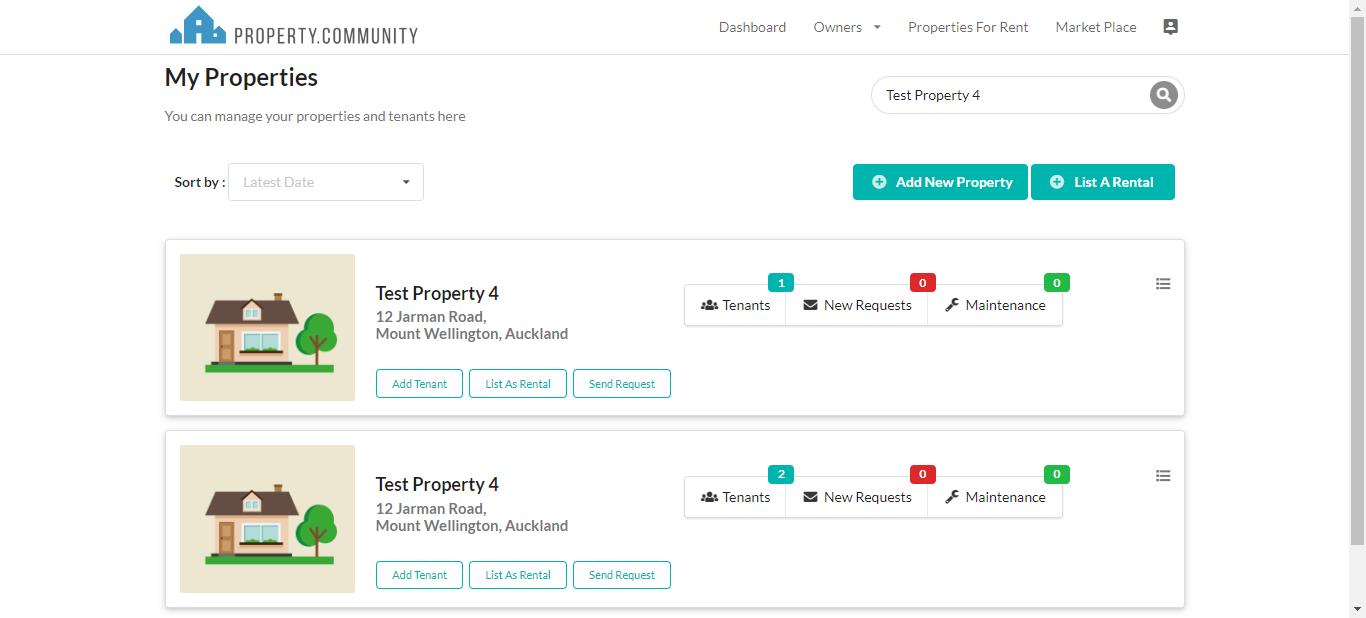 PROPERTY.COMMUNITY
Dashboard Owners Properties For Rent Market Place
My Properties
Test Property 4
You can manage your properties and tenants here
Sort by : Latest Date
Add New Property List A Rental
1 0 0
Test Property 4
Tenants New Requests Maintenance
12 Jarman Road,
Mount Wellington, Auckland
Add Tenant List As Rental Send Request
2 0 0
Test Property 4
Tenants New Requests Maintenance
12 Jarman Road,
Mount Wellington, Auckland
Add Tenant List As Rental Send Request